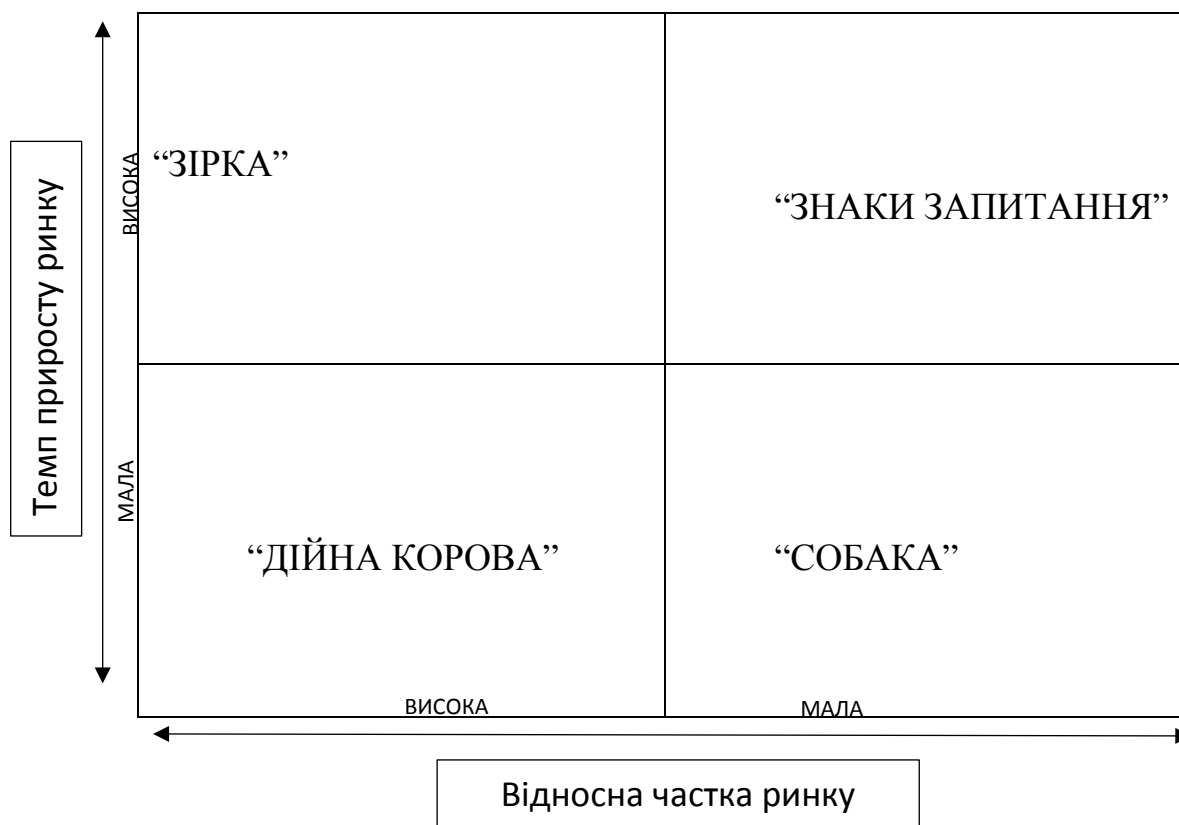 “ЗІРКА”
“ЗНАКИ ЗАПИТАННЯ”
ВИСОКА
Темп приросту ринку
МАЛА
“ДІЙНА КОРОВА”
“СОБАКА”
ВИСОКА
МАЛА
Відносна частка ринку